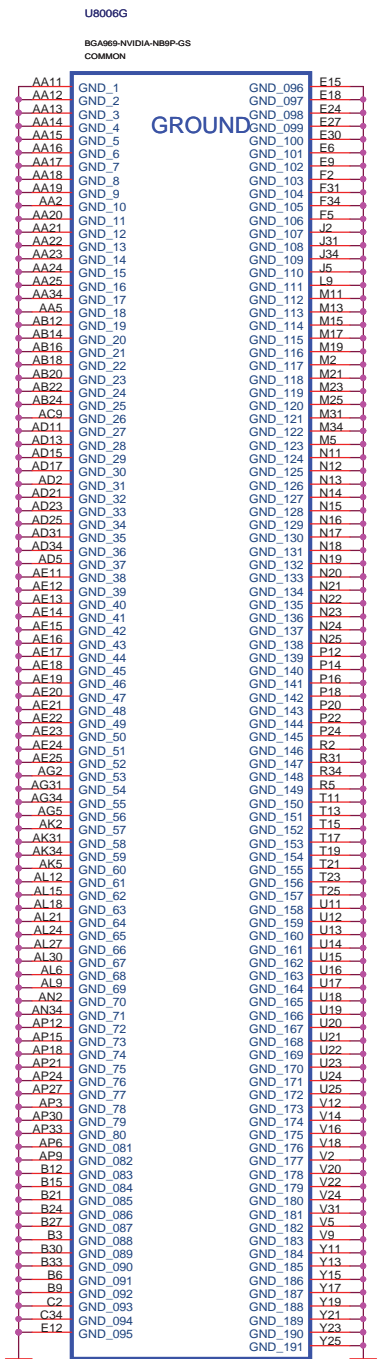 U8006G
BGA969-NVIDIA-NB9P-GS
COMMON
GROUND
AA11 GND_1
AA12 GND_2
AA13 GND_3
AA14 GND_4
AA15 GND_5
AA16 GND_6
AA17 GND_7
AA18 GND_8
AA19 GND_9
AA2 GND_10
AA20 GND_11
AA21 GND_12
AA22 GND_13
AA23 GND_14
AA24 GND_15
AA25 GND_16
AA34 GND_17
AA5 GND_18
AB12 GND_19
AB14 GND_20
AB16 GND_21
AB18 GND_22
AB20 GND_23
AB22 GND_24
AB24 GND_25
AC9 GND_26
AD11 GND_27
AD13 GND_28
AD15 GND_29
AD17 GND_30
AD2 GND_31
AD21 GND_32
AD23 GND_33
AD25 GND_34
AD31 GND_35
AD34 GND_36
AD5 GND_37
AE11 GND_38
AE12 GND_39
AE13 GND_40
AE14 GND_41
AE15 GND_42
AE16 GND_43
AE17 GND_44
AE18 GND_45
AE19 GND_46
AE20 GND_47
AE21 GND_48
AE22 GND_49
AE23 GND_50
AE24 GND_51
AE25 GND_52
AG2 GND_53
AG31 GND_54
AG34 GND_55
AG5 GND_56
AK2 GND_57
AK31 GND_58
AK34 GND_59
AK5 GND_60
AL12 GND_61
AL15 GND_62
AL18 GND_63
AL21 GND_64
AL24 GND_65
AL27 GND_66
AL30 GND_67
AL6 GND_68
AL9 GND_69
AN2 GND_70
AN34 GND_71
AP12 GND_72
AP15 GND_73
AP18 GND_74
AP21 GND_75
AP24 GND_76
AP27 GND_77
AP3 GND_78
AP30 GND_79
AP33 GND_80
AP6 GND_081
AP9 GND_082
B12 GND_083
B15 GND_084
B21 GND_085
B24 GND_086
B27 GND_087
B3 GND_088
B30 GND_089
B33 GND_090
B6 GND_091
B9 GND_092
C2 GND_093
C34 GND_094
E12 GND_095
GND_096 E15
GND_097 E18
GND_098 E24
GND_099 E27
GND_100 E30
GND_101 E6
GND_102 E9
GND_103 F2
GND_104 F31
GND_105 F34
GND_106 F5
GND_107 J2
GND_108 J31
GND_109 J34
GND_110 J5
GND_111 L9
GND_112 M11
GND_113 M13
GND_114 M15
GND_115 M17
GND_116 M19
GND_117 M2
GND_118 M21
GND_119 M23
GND_120 M25
GND_121 M31
GND_122 M34
GND_123 M5
GND_124 N11
GND_125 N12
GND_126 N13
GND_127 N14
GND_128 N15
GND_129 N16
GND_130 N17
GND_131 N18
GND_132 N19
GND_133 N20
GND_134 N21
GND_135 N22
GND_136 N23
GND_137 N24
GND_138 N25
GND_139 P12
GND_140 P14
GND_141 P16
GND_142 P18
GND_143 P20
GND_144 P22
GND_145 P24
GND_146 R2
GND_147 R31
GND_148 R34
GND_149 R5
GND_150 T11
GND_151 T13
GND_152 T15
GND_153 T17
GND_154 T19
GND_155 T21
GND_156 T23
GND_157 T25
GND_158 U11
GND_159 U12
GND_160 U13
GND_161 U14
GND_162 U15
GND_163 U16
GND_164 U17
GND_165 U18
GND_166 U19
GND_167 U20
GND_168 U21
GND_169 U22
GND_170 U23
GND_171 U24
GND_172 U25
GND_173 V12
GND_174 V14
GND_175 V16
GND_176 V18
GND_177 V2
GND_178 V20
GND_179 V22
GND_180 V24
GND_181 V31
GND_182 V5
GND_183 V9
GND_184 Y11
GND_185 Y13
GND_186 Y15
GND_187 Y17
GND_188 Y19
GND_189 Y21
GND_190 Y23
GND_191 Y25